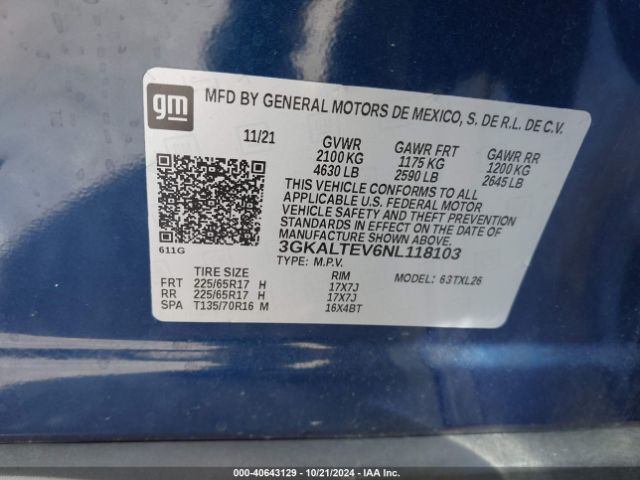 gm
MFD BY GENERAL MOTORS DE MEXICO, S. DE R.L. DE C.V.
11/21 GVWR GAWR FRT GAWR RR
2100 KG 1175 KG 1200 KG
4630 LB 2590 LB 2645 LB
THIS VEHICLE CONFORMS TO ALL
APPLICABLE U.S. FEDERAL MOTOR
VEHICLE SAFETY AND THEFT PREVENTION
STANDARDS IN EFFECT ON THE DATE OF
MANUFACTURE SHOWN ABOVE.
611G
3GKALTEV6NL118103
TYPE: M.P.V. MODEL: 63TXL26
TIRE SIZE RIM
FRT 225/65R17 H 17X7J
RR 225/65R17 H 17X7J
SPA T135/70R16 M 16X4BT
000-40643129 - 10/21/2024 - IAA Inc.